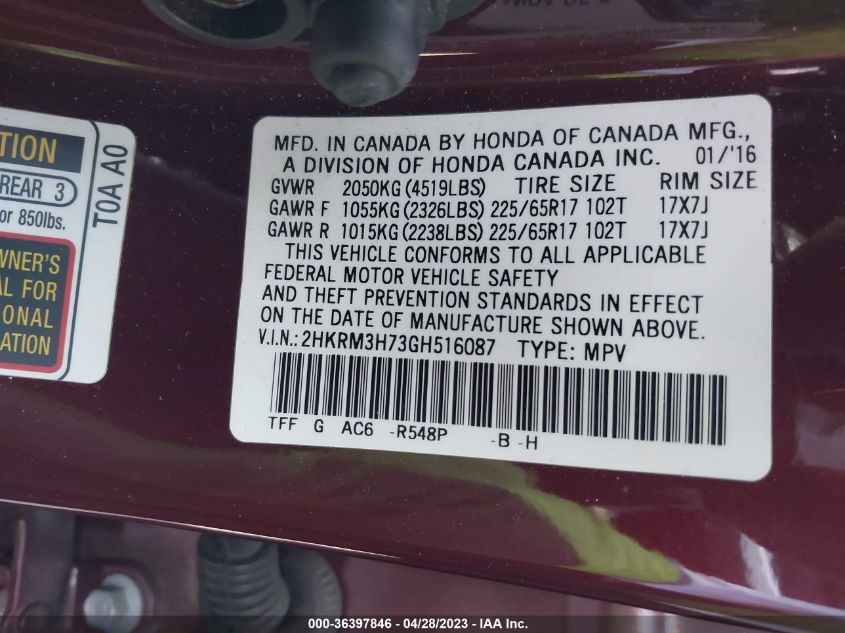 TION
REAR 3
or 850lbs.
WNER'S
AL FOR
IONAL
ATION
TOA A0
MFD. IN CANADA BY HONDA OF CANADA MFG.,
A DIVISION OF HONDA CANADA INC. 01/'16
GVWR 2050KG (4519LBS) TIRE SIZE RIM SIZE
GAWR F 1055KG (2326LBS) 225/65R17 102T 17X7J
GAWR R 1015KG (2238LBS) 225/65R17 102T 17X7J
THIS VEHICLE CONFORMS TO ALL APPLICABLE
FEDERAL MOTOR VEHICLE SAFETY
AND THEFT PREVENTION STANDARDS IN EFFECT
ON THE DATE OF MANUFACTURE SHOWN ABOVE.
V.I.N.: 2HKRM3H73GH516087 TYPE: MPV
TFF G AC6 -R548P -B -H
000-36397846 - 04/28/2023 - IAA Inc.